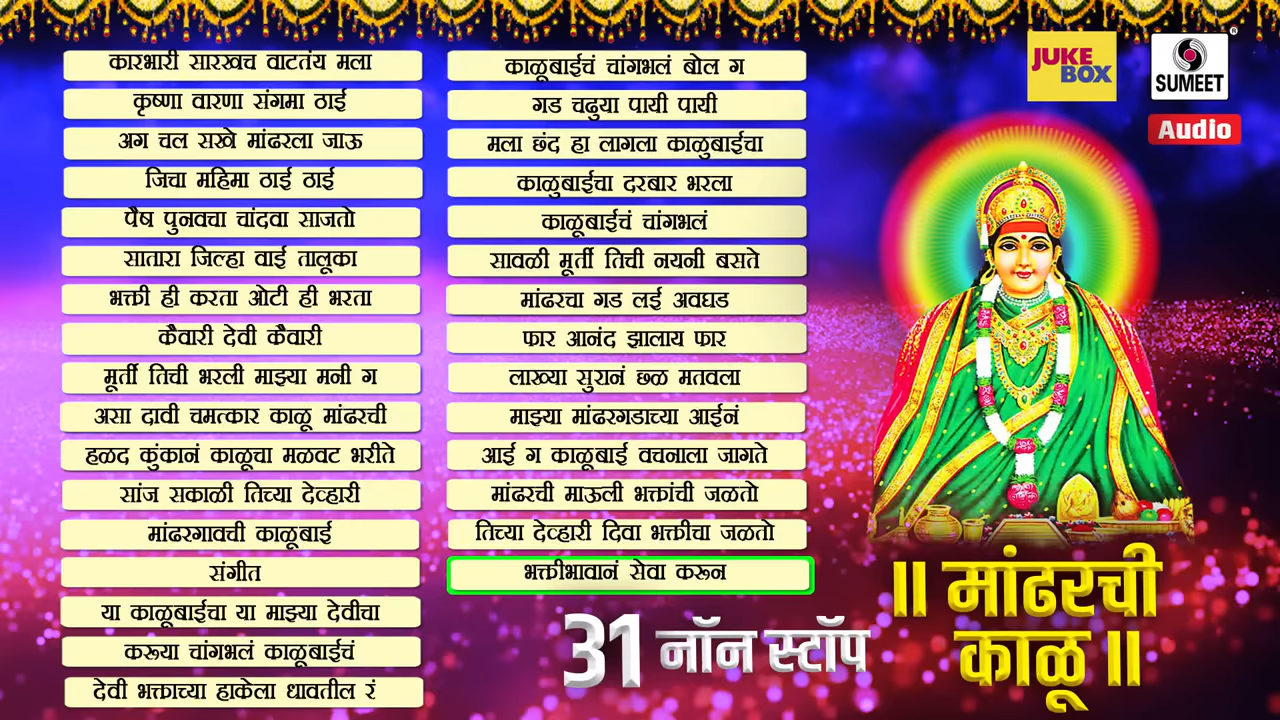 कारभारी सारखच वाटतंय मला
कृष्णा वारणा संगमा ठाई
अग चल सखे मांढरला जाऊ
जिचा महिमा ठाई ठाई
पैष पुनवचा चांदवा साजतो
सातारा जिल्हा वाई तालूका
भक्ती ही करता ओटी ही भरता
कैवारी देवी कैवारी
मूर्ती तिची भरली माझ्या मनी ग
असा दावी चमत्कार काळू मांढरची
हळद कुंकानं काळूचा मळवट भरीते
सांज सकाळी तिच्या देव्हारी
मांढरगावची काळूबाई
संगीत
या काळूबाईचा या माझ्या देवीचा
करूया चांगभलं काळूबाईचं
देवी भक्ताच्या हाकेला धावतील रं
काळूबाईचं चांगभलं बोल ग
गड चढुया पायी पायी
मला छंद हा लागला काळुबाईचा
काळुबाईचा दरबार भरला
काळूबाईचं चांगभलं
सावळी मूर्ती तिची नयनी बसते
मांढरचा गड लई अवघड
फार आनंद झालाय फार
लाख्या सुरानं छळ मतवला
माझ्या मांढरगडाच्या आईनं
आई ग काळूबाई वचनाला जागते
मांढरची माऊली भक्तांची जळतो
तिच्या देव्हारी दिवा भक्तीचा जळतो
भक्तीभावानं सेवा करून
31 नॉन स्टॉप
JUKE
BOX
SUMEET
®
Audio
॥ मांढरची
काळू ॥